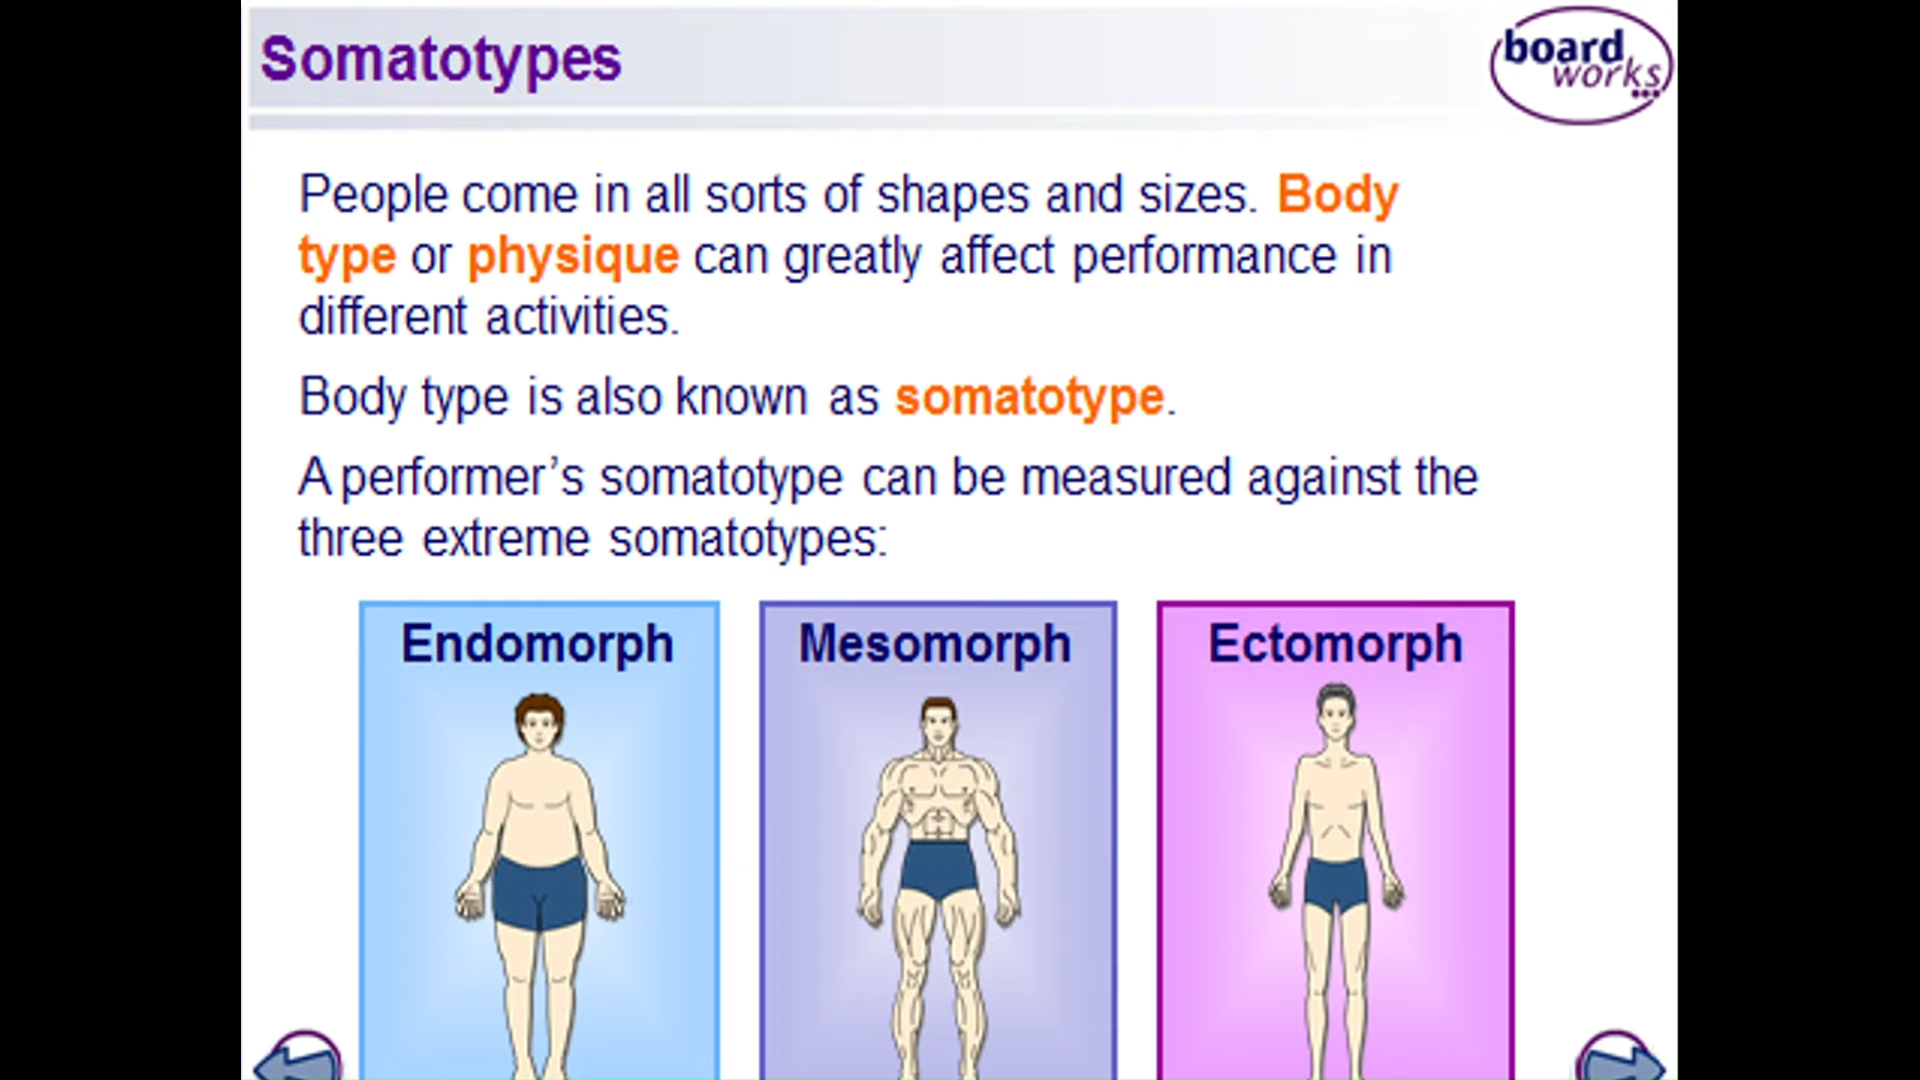 Somatotypes
board
works
People come in all sorts of shapes and sizes. Body
type or physique can greatly affect performance in
different activities.
Body type is also known as somatotype.
A performer’s somatotype can be measured against the
three extreme somatotypes:
Endomorph
Mesomorph
Ectomorph